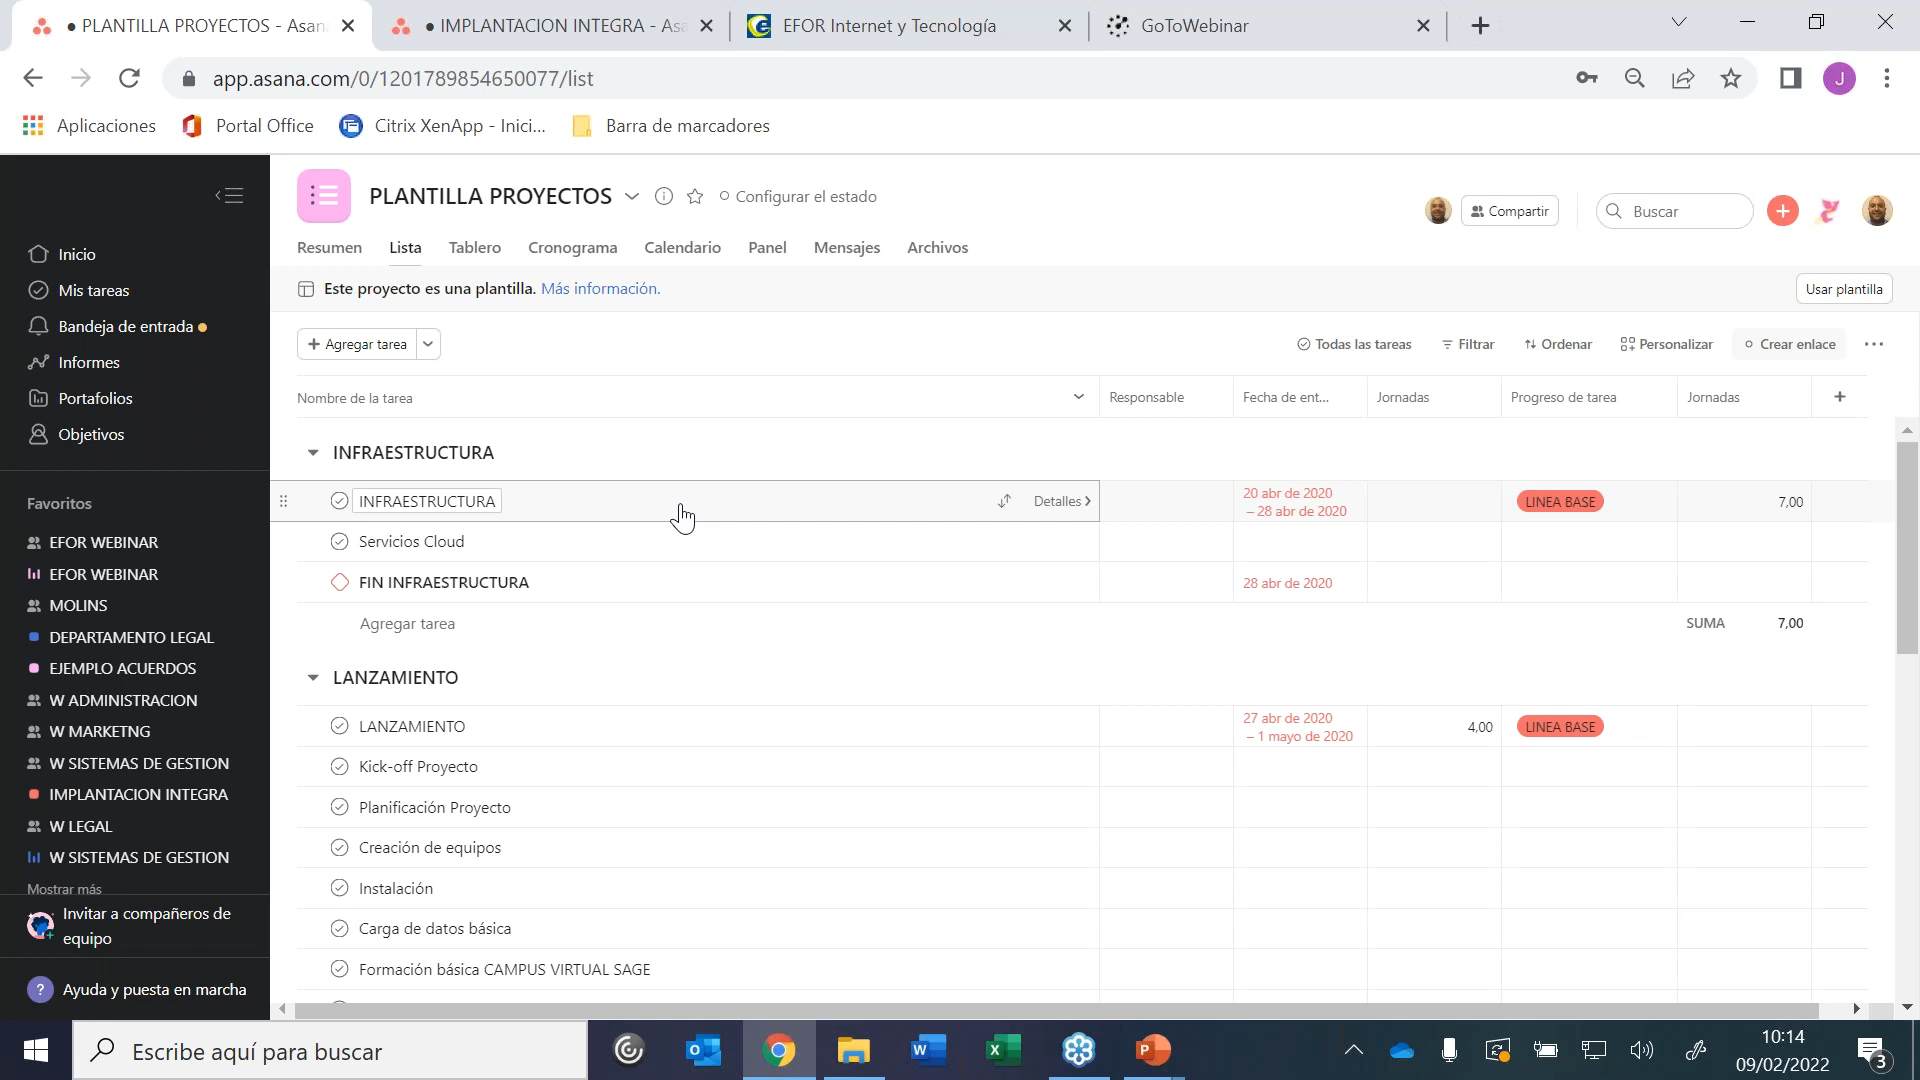 ● PLANTILLA PROYECTOS - Asan
● IMPLANTACION INTEGRA - Asa
EFOR Internet y Tecnología
GoToWebinar
app.asana.com/0/1201789854650077/list
J
Aplicaciones
Portal Office
Citrix XenApp - Inici...
Barra de marcadores
PLANTILLA PROYECTOS
Configurar el estado
Compartir
Buscar
Resumen
Lista
Tablero
Cronograma
Calendario
Panel
Mensajes
Archivos
Este proyecto es una plantilla. Más información.
Usar plantilla
Agregar tarea
Todas las tareas
Filtrar
Ordenar
Personalizar
Crear enlace
Nombre de la tarea
Responsable
Fecha de ent...
Jornadas
Progreso de tarea
Jornadas
INFRAESTRUCTURA
INFRAESTRUCTURA
Detalles
20 abr de 2020
– 28 abr de 2020
LINEA BASE
7,00
Servicios Cloud
FIN INFRAESTRUCTURA
28 abr de 2020
Agregar tarea
SUMA
7,00
LANZAMIENTO
LANZAMIENTO
27 abr de 2020
– 1 mayo de 2020
4,00
LINEA BASE
Kick-off Proyecto
Planificación Proyecto
Creación de equipos
Instalación
Carga de datos básica
Formación básica CAMPUS VIRTUAL SAGE
Inicio
Mis tareas
Bandeja de entrada
Informes
Portafolios
Objetivos
Favoritos
EFOR WEBINAR
EFOR WEBINAR
MOLINS
DEPARTAMENTO LEGAL
EJEMPLO ACUERDOS
W ADMINISTRACION
W MARKETNG
W SISTEMAS DE GESTION
IMPLANTACION INTEGRA
W LEGAL
W SISTEMAS DE GESTION
Mostrar más
Invitar a compañeros de
equipo
? Ayuda y puesta en marcha
Escribe aquí para buscar
10:14
09/02/2022
3